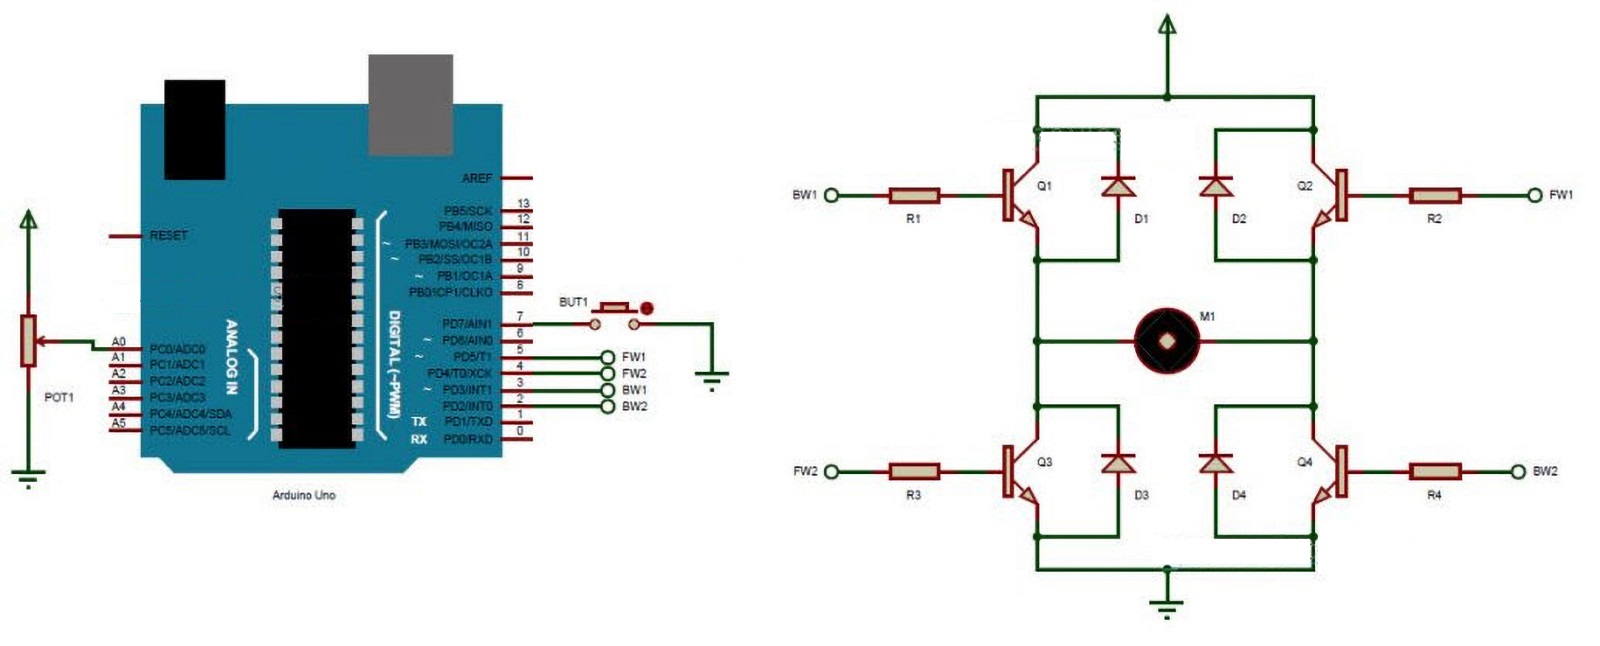 AREF
13
PB5/SCK
12
PB4/MISO
RESET
11
~ PB3/MOSI/OC2A
10
~ PB2/SS/OC1B
9
~ PB1/OC1A
8
PB0/ICP1/CLKO
ANALOG IN
DIGITAL (~PWM)
7
PD7/AIN1
6
~ PD6/AIN0
5
~ PD5/T1
4
PD4/T0/XCK
3
~ PD3/INT1
2
PD2/INT0
1
TX PD1/TXD
0
RX PD0/RXD
A0 PC0/ADC0
A1 PC1/ADC1
A2 PC2/ADC2
A3 PC3/ADC3
A4 PC4/ADC4/SDA
A5 PC5/ADC5/SCL
POT1
Arduino Uno
BUT1
FW1
FW2
BW1
BW2
BW1
R1
Q1
D1
D2
Q2
R2
FW1
M1
FW2
R3
Q3
D3
D4
Q4
R4
BW2